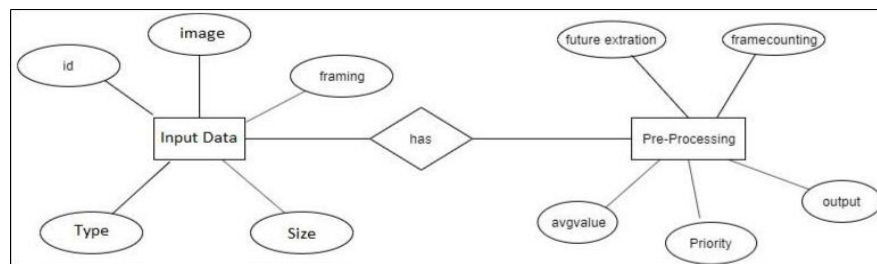 image
id
framing
Input Data
Type
Size
has
future extration
framecounting
Pre-Processing
avgvalue
Priority
output